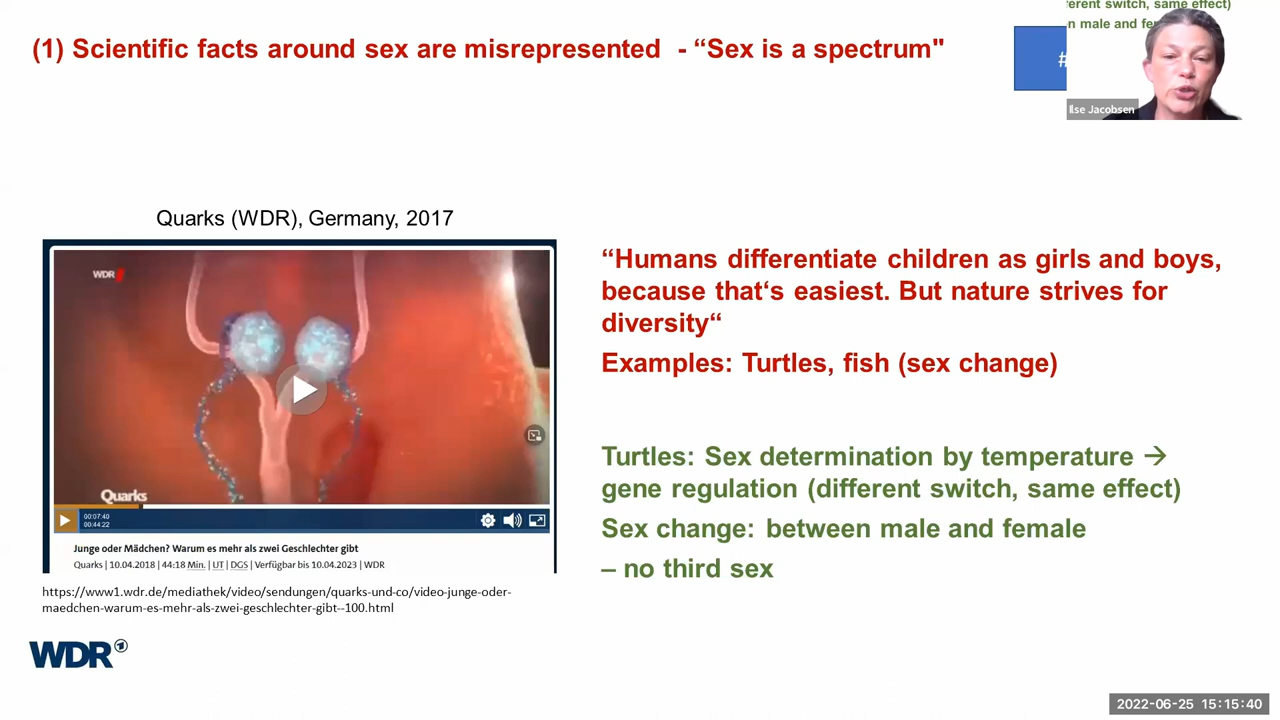 (1) Scientific facts around sex are misrepresented - “Sex is a spectrum"
erent switch, same effect)
n male and fe
#
Ilse Jacobsen
Quarks (WDR), Germany, 2017
WDR
Quarks
00:07:40
00:44:22
Junge oder Mädchen? Warum es mehr als zwei Geschlechter gibt
Quarks | 10.04.2018 | 44:18 Min. | UT | DGS | Verfügbar bis 10.04.2023 | WDR
https://www1.wdr.de/mediathek/video/sendungen/quarks-und-co/video-junge-oder-
maedchen-warum-es-mehr-als-zwei-geschlechter-gibt--100.html
WDR
“Humans differentiate children as girls and boys,
because that‘s easiest. But nature strives for
diversity“
Examples: Turtles, fish (sex change)
Turtles: Sex determination by temperature →
gene regulation (different switch, same effect)
Sex change: between male and female
– no third sex
2022-06-25 15:15:40